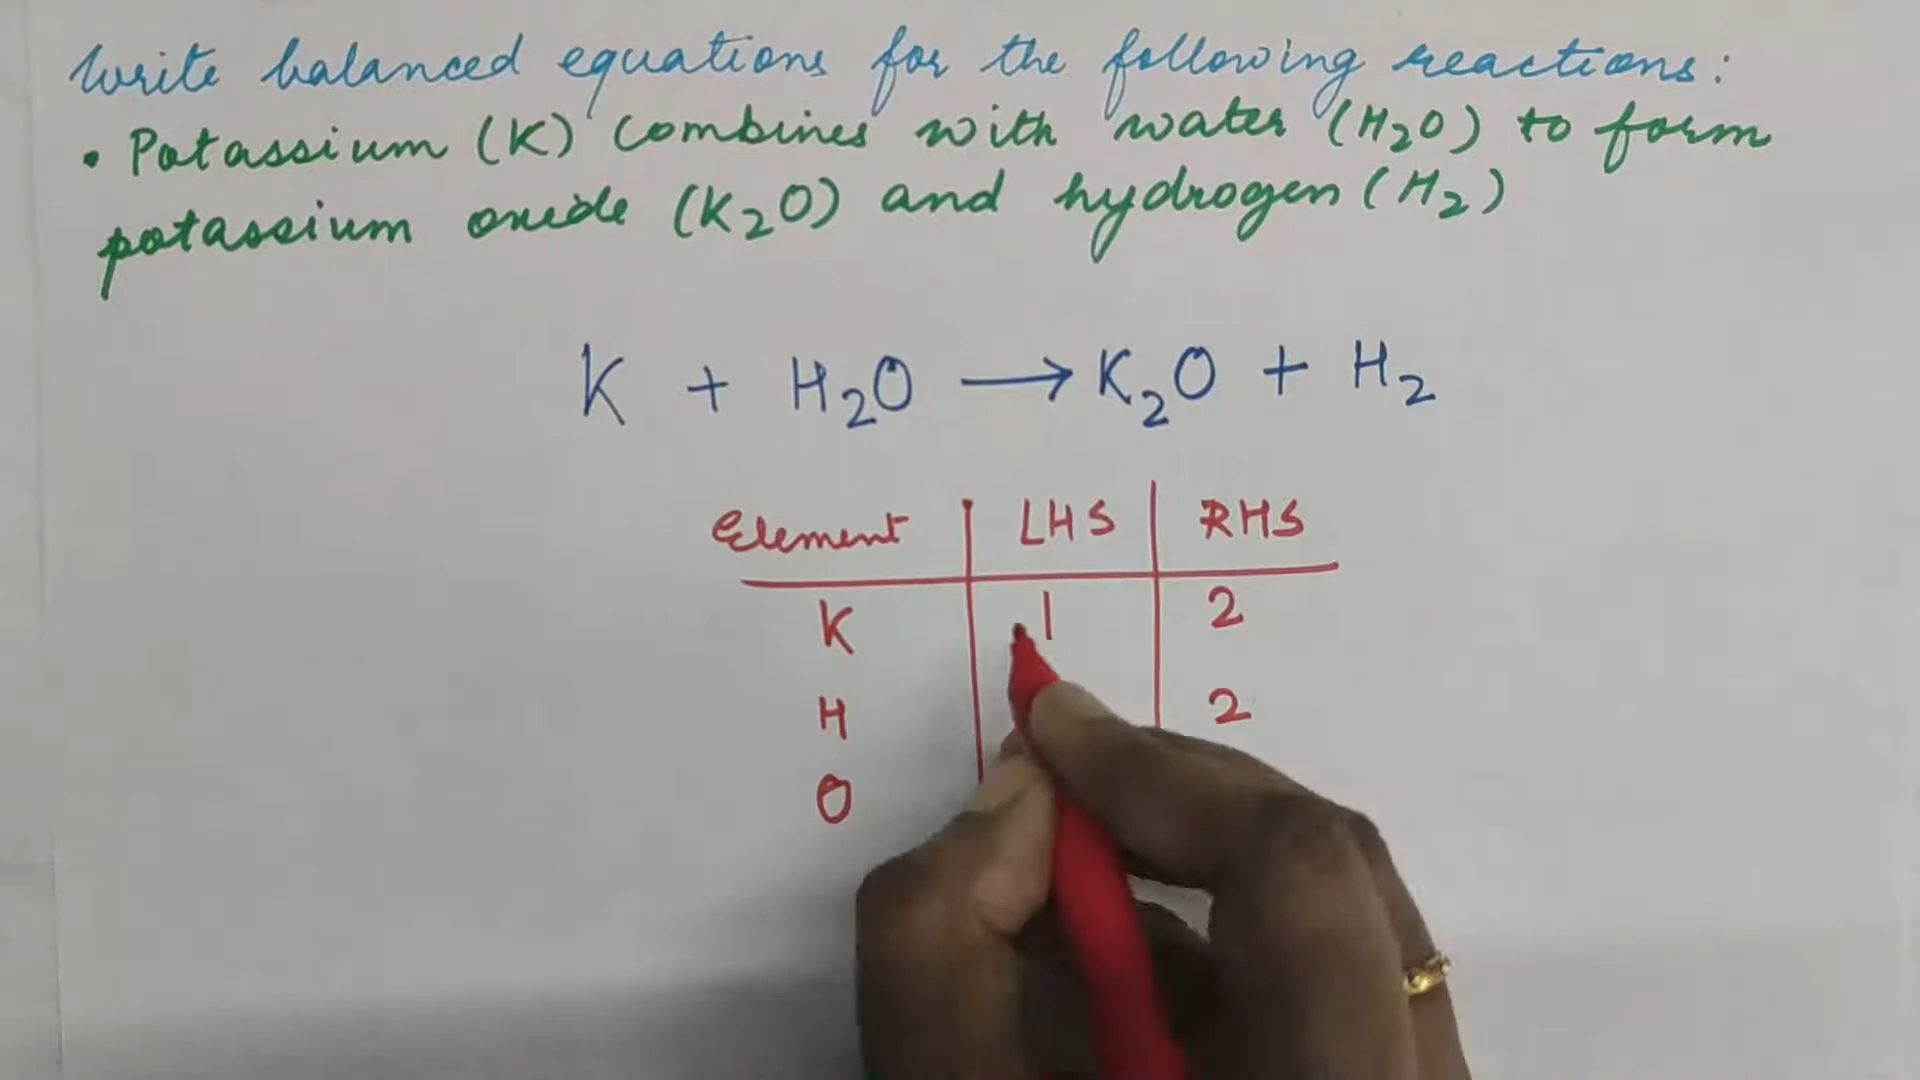 Write balanced equations for the following reactions:
• Potassium (K) combines with water (H₂O) to form
potassium oxide (K₂O) and hydrogen (H₂)
K + H₂O → K₂O + H₂
Element LHS RHS
K 1 2
H 2
O